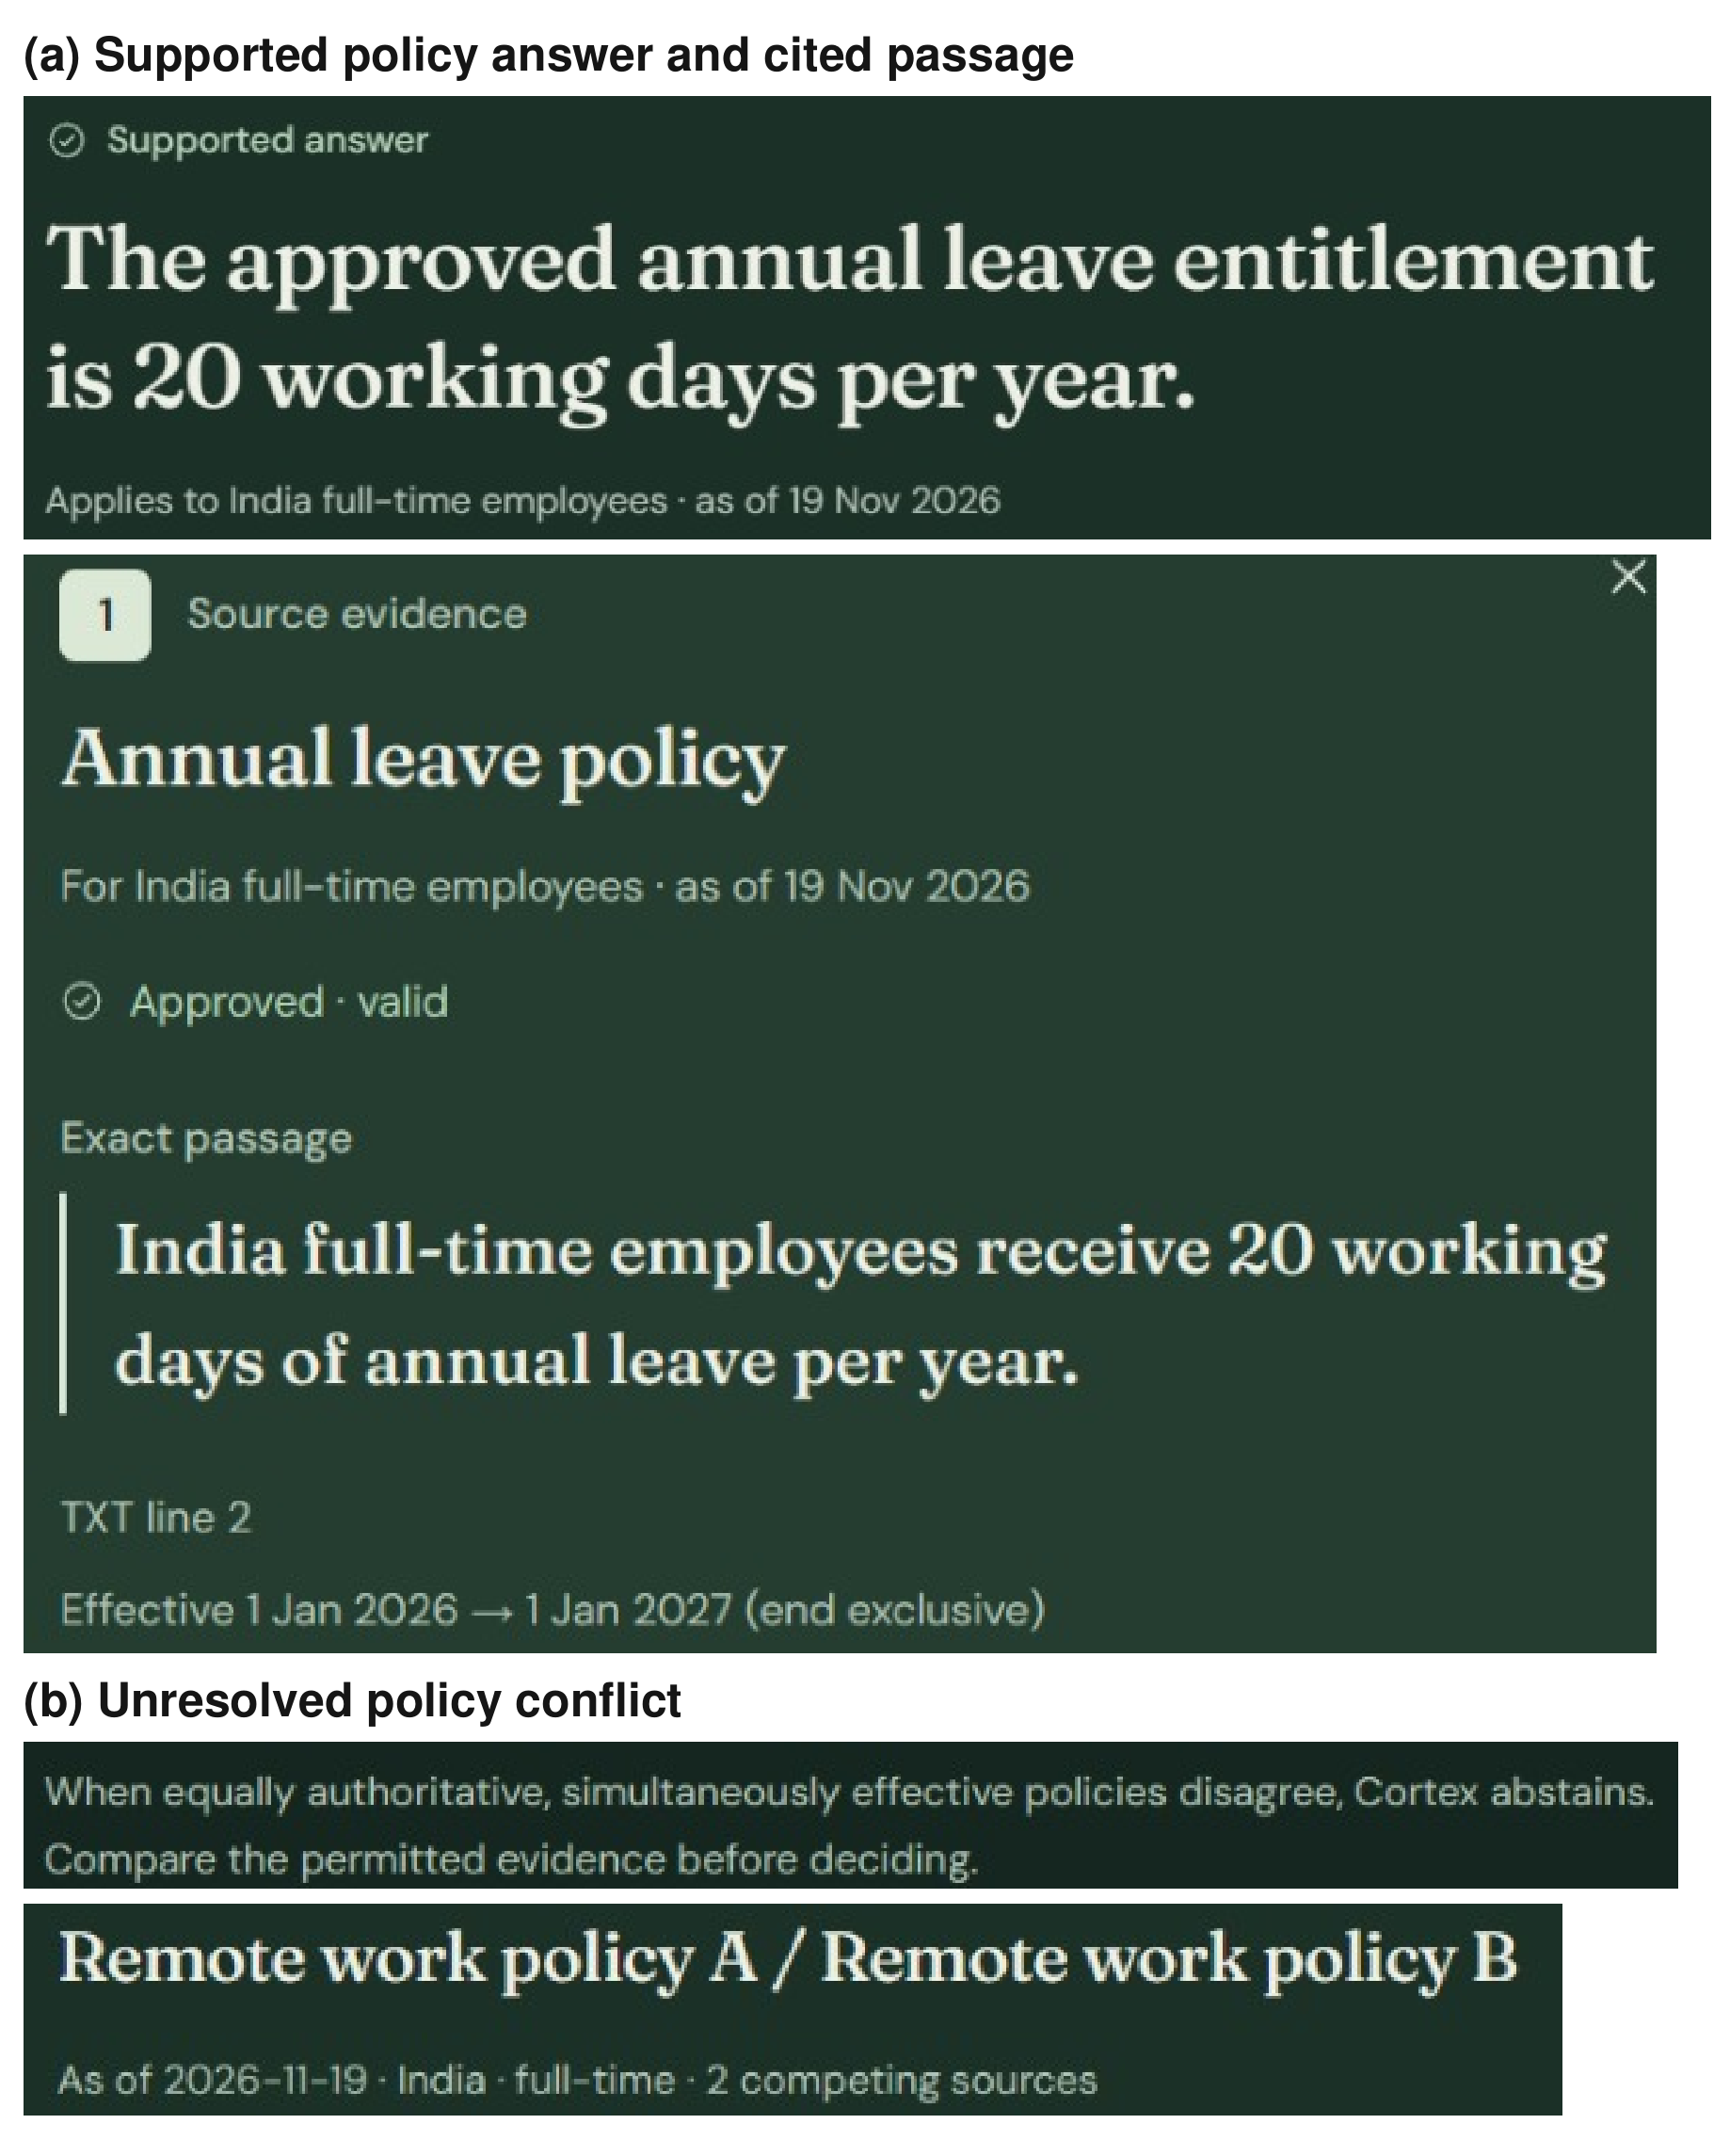 (a) Supported policy answer and cited passage
Supported answer
The approved annual leave entitlement
is 20 working days per year.
Applies to India full-time employees · as of 19 Nov 2026
1 Source evidence
Annual leave policy
For India full-time employees · as of 19 Nov 2026
Approved · valid
Exact passage
India full-time employees receive 20 working
days of annual leave per year.
TXT line 2
Effective 1 Jan 2026 → 1 Jan 2027 (end exclusive)
(b) Unresolved policy conflict
When equally authoritative, simultaneously effective policies disagree, Cortex abstains.
Compare the permitted evidence before deciding.
Remote work policy A / Remote work policy B
As of 2026-11-19 · India · full-time · 2 competing sources